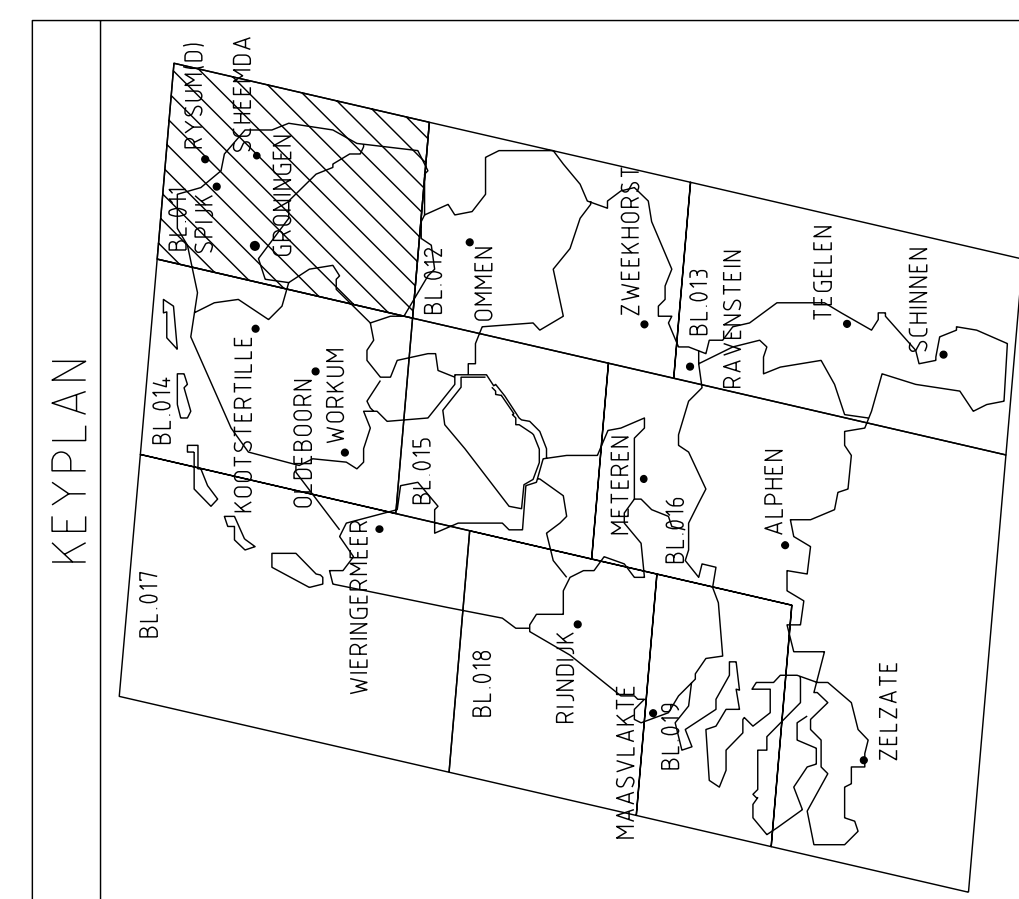 KEYPLAN
BL.017
WIERINGERMEER
BL.014
KOOTSTERTILLE
OLDEBOORN
WORKUM
BL.011
SPIJK
RYSUM(D)
SCHEEMDA
GRONINGEN
BL.012
OMMEN
ZWEEKHORST
BL.013
RAVENSTEIN
TEGELEN
SCHINNEN
BL.015
METEREN
BL.016
ALPHEN
BL.018
RIJNDIJK
MAASVLAKTE
BL.019
ZELZATE